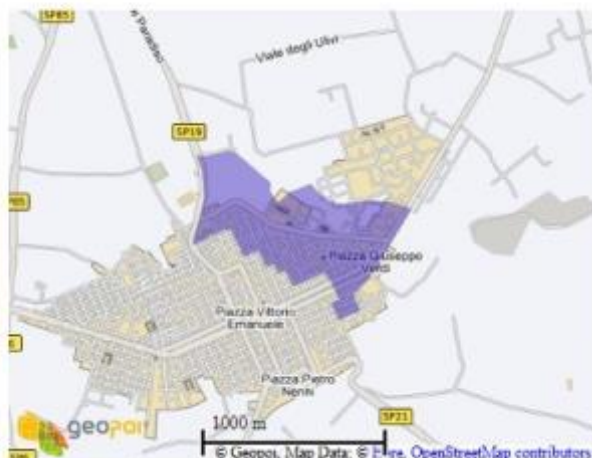 SP85
Viale degli Ulivi
SP19
Piazza Giuseppe
Verdi
Piazza Vittorio
Emanuele
Piazza Pietro
Nenni
SP21
1000 m
geopoi
© Geopoi, Map Data: © OpenStreetMap contributors